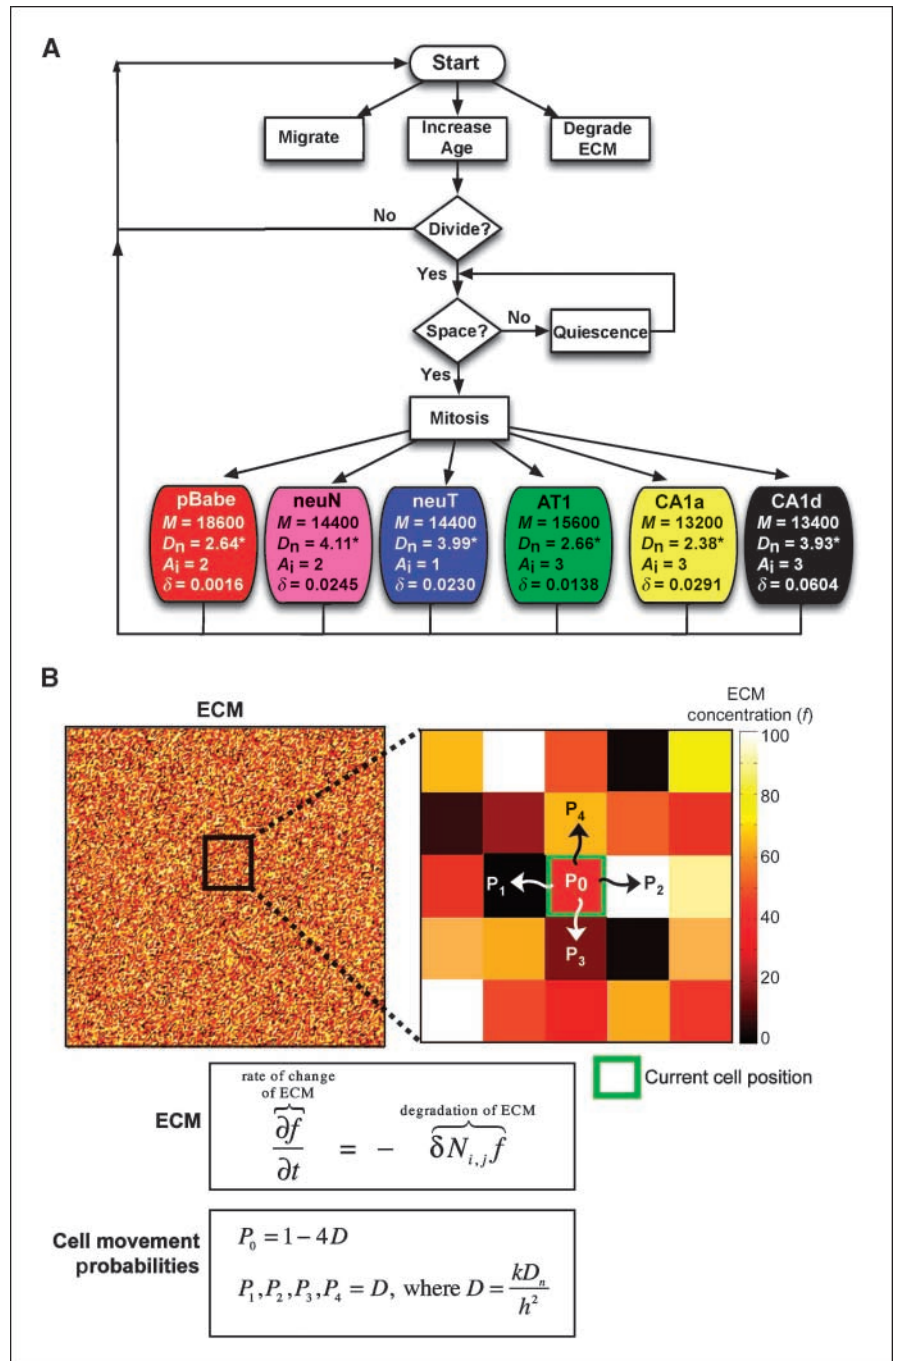 A
Start
Migrate
Increase
Age
Degrade
ECM
No
Divide?
Yes
Space?
No
Quiescence
Yes
Mitosis
pBabe
M = 18600
Dn = 2.64*
Ai = 2
δ = 0.0016
neuN
M = 14400
Dn = 4.11*
Ai = 2
δ = 0.0245
neuT
M = 14400
Dn = 3.99*
Ai = 1
δ = 0.0230
AT1
M = 15600
Dn = 2.66*
Ai = 3
δ = 0.0138
CA1a
M = 13200
Dn = 2.38*
Ai = 3
δ = 0.0291
CA1d
M = 13400
Dn = 3.93*
Ai = 3
δ = 0.0604
B
ECM
ECM
concentration (f)
100
80
60
40
20
0
P4
P1
P0
P2
P3
Current cell position
ECM
rate of change
of ECM
degradation of ECM
∂f/∂t = − δN_{i,j} f
Cell movement
probabilities
P0 = 1 − 4D
P1, P2, P3, P4 = D, where D = kDn/h²